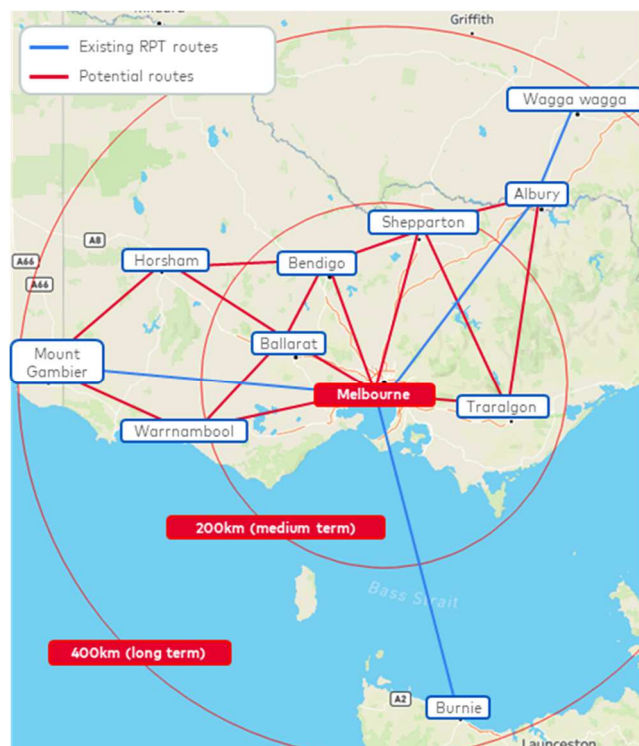 Griffith
Existing RPT routes
Potential routes
Wagga wagga
Albury
Shepparton
A8
A66
A66
Horsham
Bendigo
Ballarat
Mount
Gambier
Melbourne
Traralgon
Warrnambool
200km (medium term)
Bass Strait
400km (long term)
A2
Burnie
Launceston